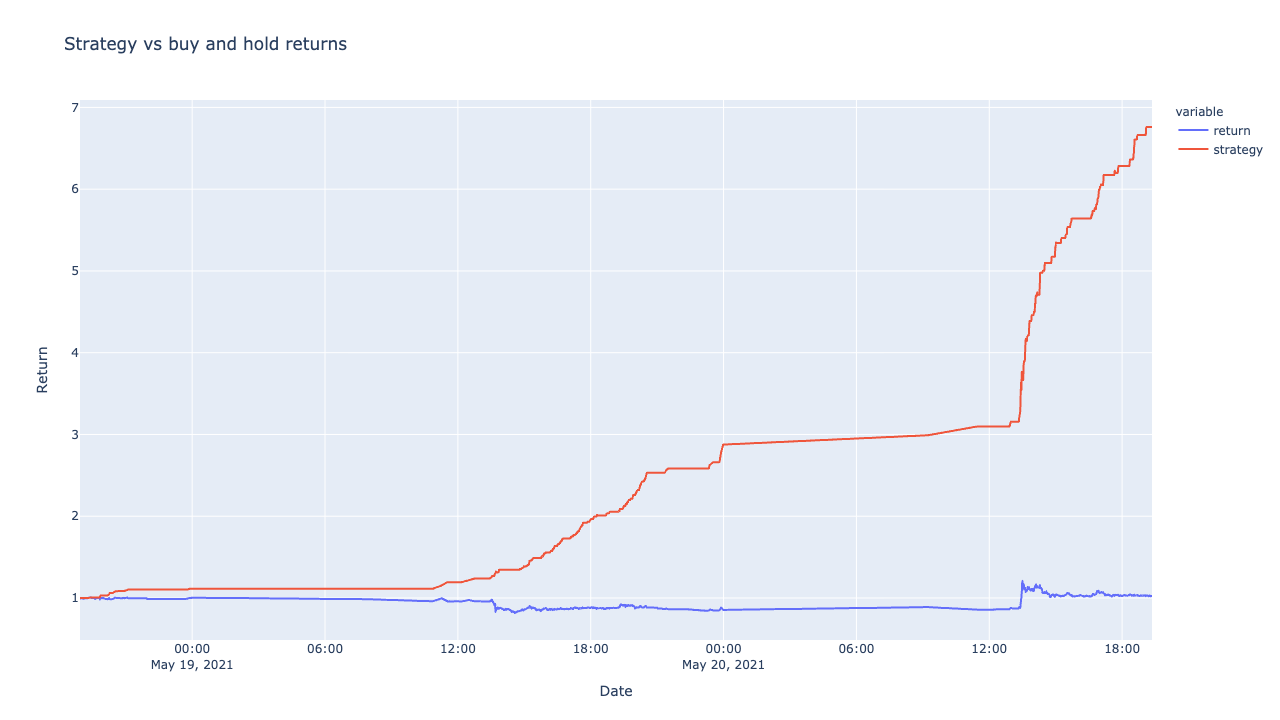 Strategy vs buy and hold returns
variable
return
strategy
Return
7
6
5
4
3
2
1
00:00
May 19, 2021
06:00
12:00
18:00
00:00
May 20, 2021
06:00
12:00
18:00
Date